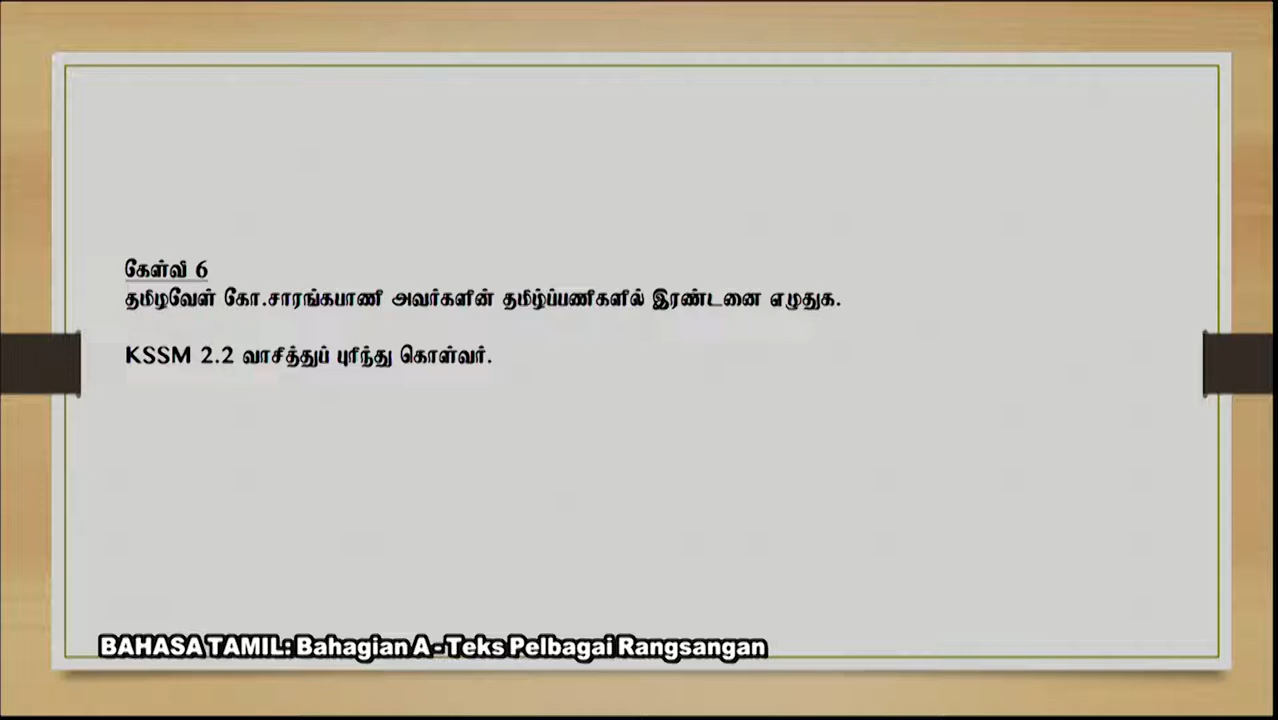 கேள்வி 6
தமிழவேள் கோ.சாரங்கபாணி அவர்களின் தமிழ்ப்பணிகளில் இரண்டனை எழுதுக.
KSSM 2.2 வாசித்துப் புரிந்து கொள்வர்.
BAHASA TAMIL: Bahagian A - Teks Pelbagai Rangsangan